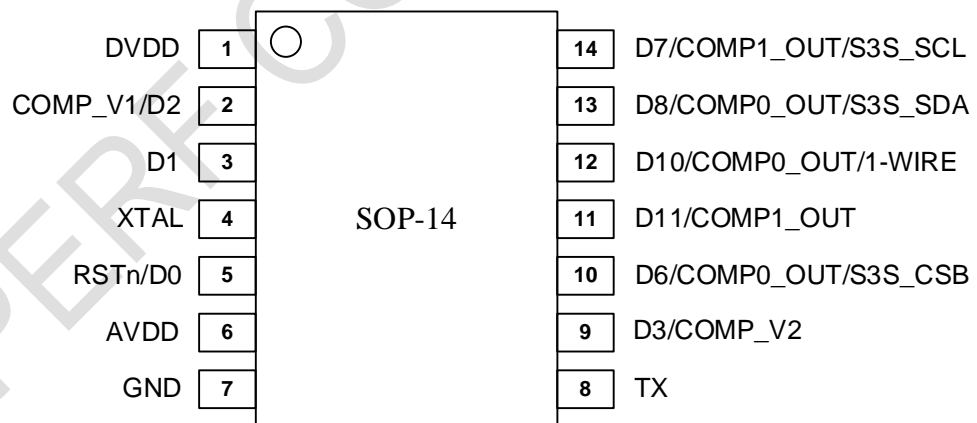 DVDD 1 14 D7/COMP1_OUT/S3S_SCL
COMP_V1/D2 2 13 D8/COMP0_OUT/S3S_SDA
D1 3 12 D10/COMP0_OUT/1-WIRE
XTAL 4 SOP-14 11 D11/COMP1_OUT
RSTn/D0 5 10 D6/COMP0_OUT/S3S_CSB
AVDD 6 9 D3/COMP_V2
GND 7 8 TX